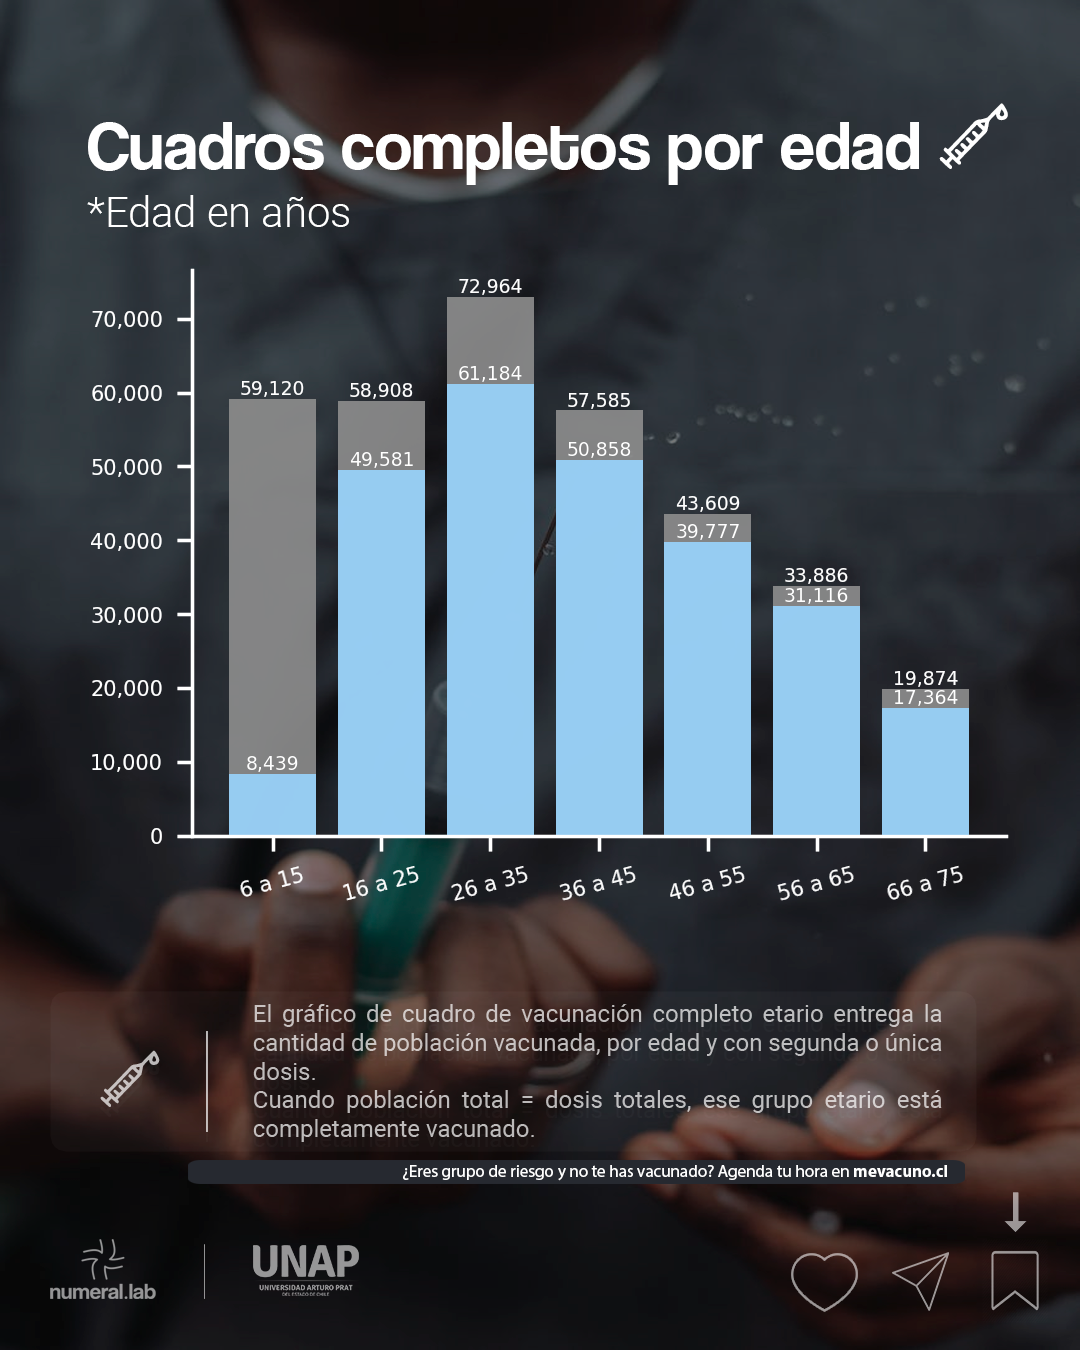 Cuadros completos por edad
*Edad en años
72,964
70,000
61,184
60,000
59,120
58,908
57,585
50,000
49,581
50,858
43,609
40,000
39,777
33,886
30,000
31,116
20,000
19,874
17,364
10,000
8,439
0
6 a 15
16 a 25
26 a 35
36 a 45
46 a 55
56 a 65
66 a 75
El gráfico de cuadro de vacunación completo etario entrega la
cantidad de población vacunada, por edad y con segunda o única
dosis.
Cuando población total = dosis totales, ese grupo etario está
completamente vacunado.
¿Eres grupo de riesgo y no te has vacunado? Agenda tu hora en mevacuno.cl
numeral.lab
UNAP
UNIVERSIDAD ARTURO PRAT
DEL ESTADO DE CHILE